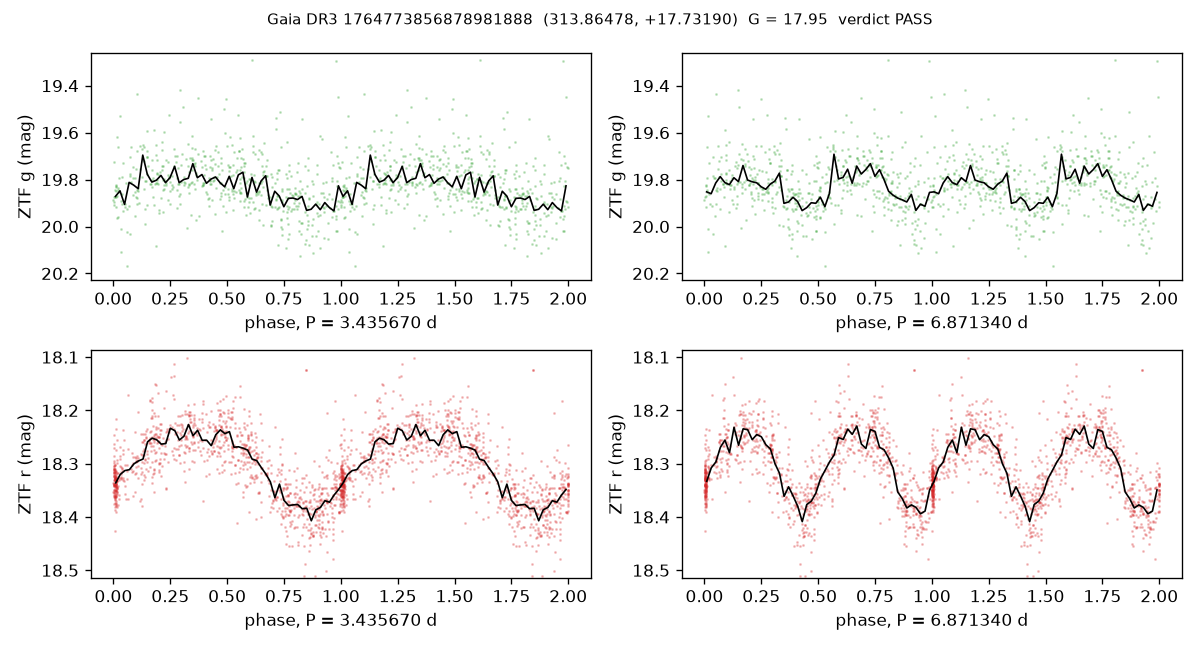 Gaia DR3 1764773856878981888  (313.86478, +17.73190)  G = 17.95  verdict PASS
ZTF g (mag)
19.4
19.6
19.8
20.0
20.2
0.00 0.25 0.50 0.75 1.00 1.25 1.50 1.75 2.00
phase, P = 3.435670 d
ZTF g (mag)
19.4
19.6
19.8
20.0
20.2
0.00 0.25 0.50 0.75 1.00 1.25 1.50 1.75 2.00
phase, P = 6.871340 d
ZTF r (mag)
18.1
18.2
18.3
18.4
18.5
0.00 0.25 0.50 0.75 1.00 1.25 1.50 1.75 2.00
phase, P = 3.435670 d
ZTF r (mag)
18.1
18.2
18.3
18.4
18.5
0.00 0.25 0.50 0.75 1.00 1.25 1.50 1.75 2.00
phase, P = 6.871340 d